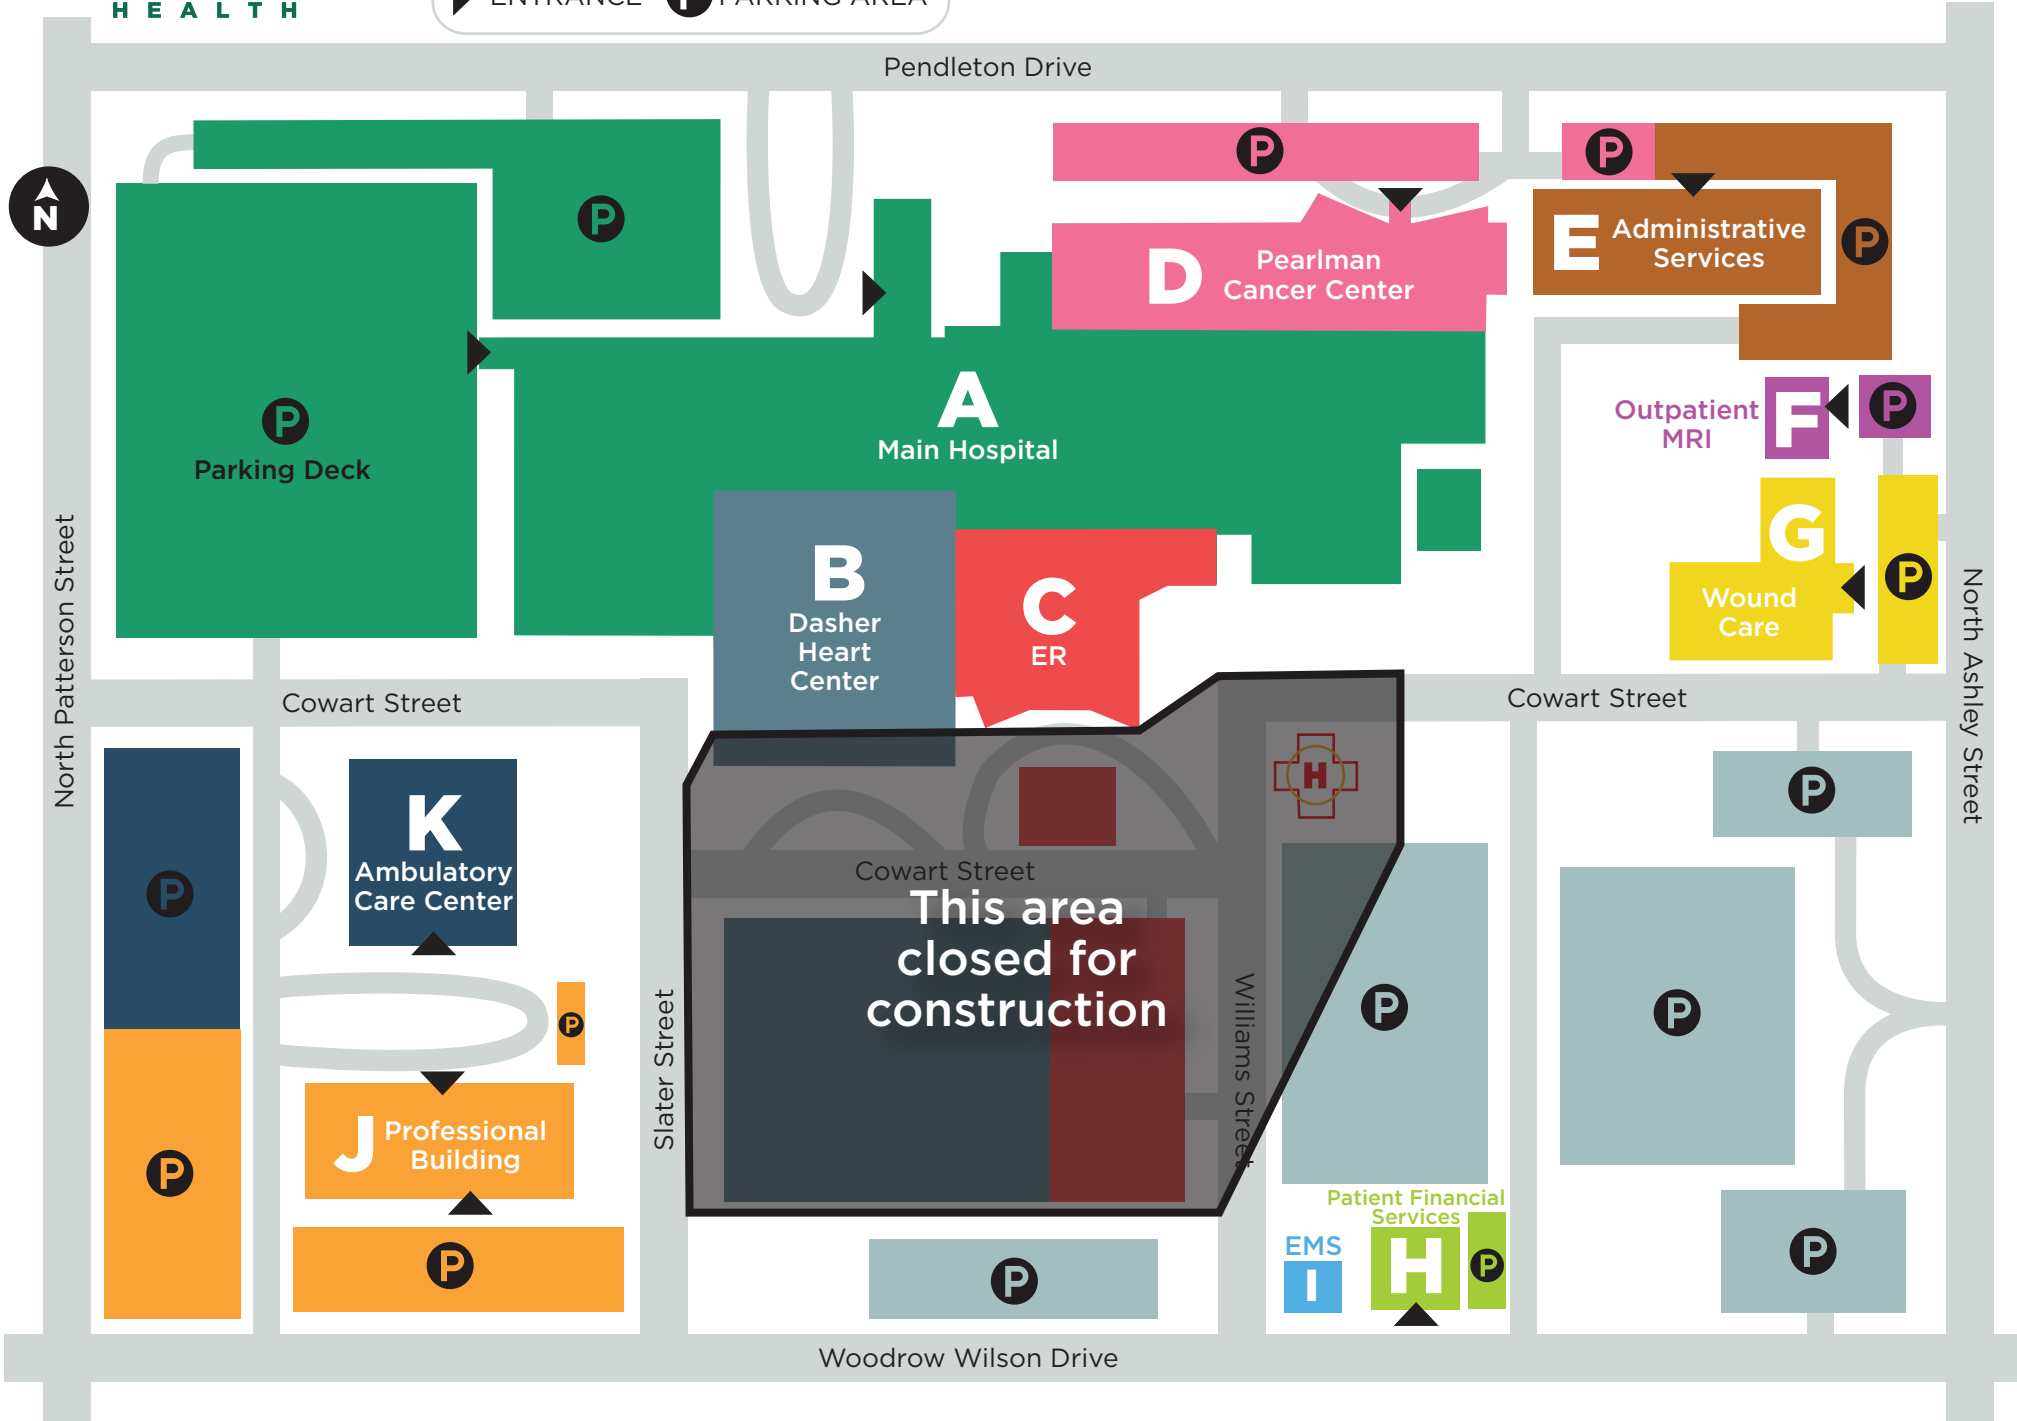 HEALTH
ENTRANCE P PARKING AREA
Pendleton Drive
N
P
P
P
D Pearlman
Cancer Center
E Administrative
Services
P
P
Parking Deck
A
Main Hospital
Outpatient
MRI
F
P
G
Wound
Care
P
B
Dasher
Heart
Center
C
ER
North Patterson Street
North Ashley Street
Cowart Street
Cowart Street
H
P
K
Ambulatory
Care Center
P
Cowart Street
This area
closed for
construction
Slater Street
Williams Street
P
P
P
J Professional
Building
P
P
P
Patient Financial
Services
EMS
I
H
P
P
P
Woodrow Wilson Drive